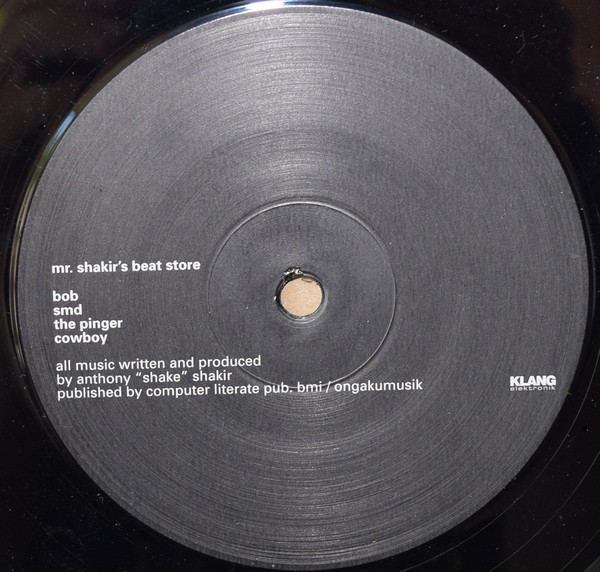 mr. shakir's beat store
bob
smd
the pinger
cowboy
all music written and produced
by anthony "shake" shakir
published by computer literate pub. bmi / ongakumusik
KLANG
elektronik